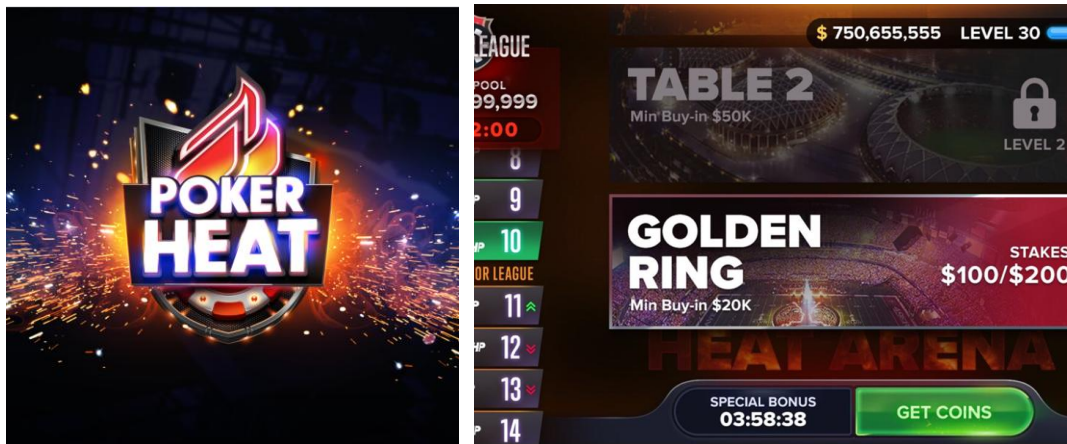 POKER
HEAT
LEAGUE
POOL
99,999
2:00
8
9
HP 10
OR LEAGUE
11
HP 12
13
14
$ 750,655,555 LEVEL 30
TABLE 2
Min Buy-in $50K
LEVEL 2
GOLDEN
RING
Min Buy-in $20K
STAKES
$100/$200
HEAT ARENA
SPECIAL BONUS
03:58:38
GET COINS